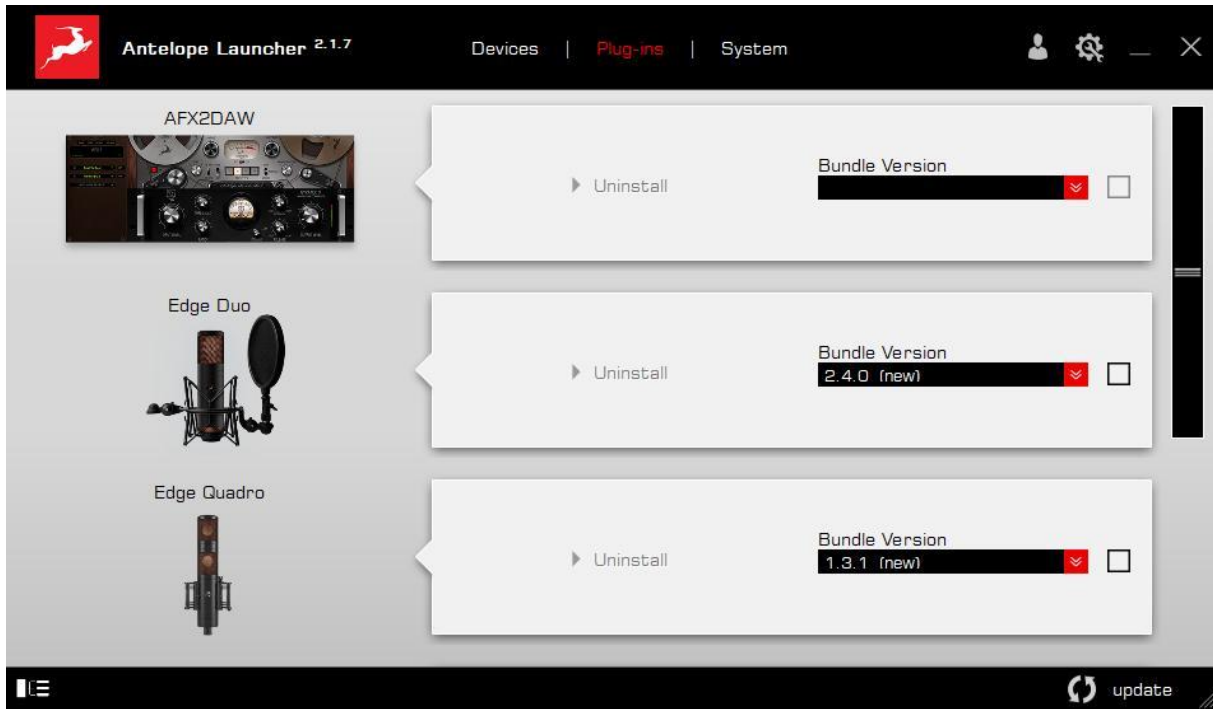 Antelope Launcher 2.1.7
Devices | Plug-ins | System
AFX2DAW
Uninstall
Bundle Version
Edge Duo
Uninstall
Bundle Version
2.4.0 (new)
Edge Quadro
Uninstall
Bundle Version
1.3.1 (new)
update